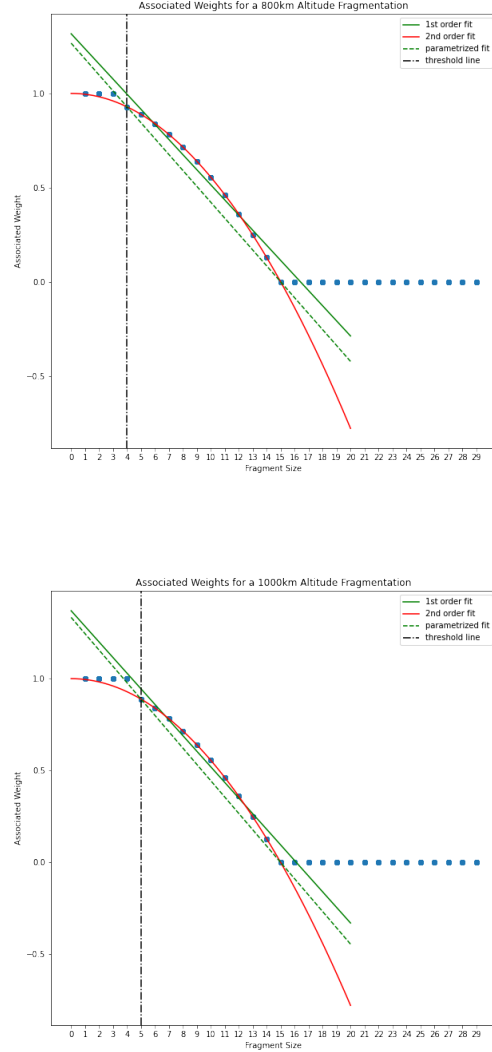 Associated Weights for a 800km Altitude Fragmentation
1st order fit
2nd order fit
parametrized fit
threshold line
1.0
0.5
0.0
−0.5
Associated Weight
0 1 2 3 4 5 6 7 8 9 10 11 12 13 14 15 16 17 18 19 20 21 22 23 24 25 26 27 28 29
Fragment Size
Associated Weights for a 1000km Altitude Fragmentation
1st order fit
2nd order fit
parametrized fit
threshold line
1.0
0.5
0.0
−0.5
Associated Weight
0 1 2 3 4 5 6 7 8 9 10 11 12 13 14 15 16 17 18 19 20 21 22 23 24 25 26 27 28 29
Fragment Size